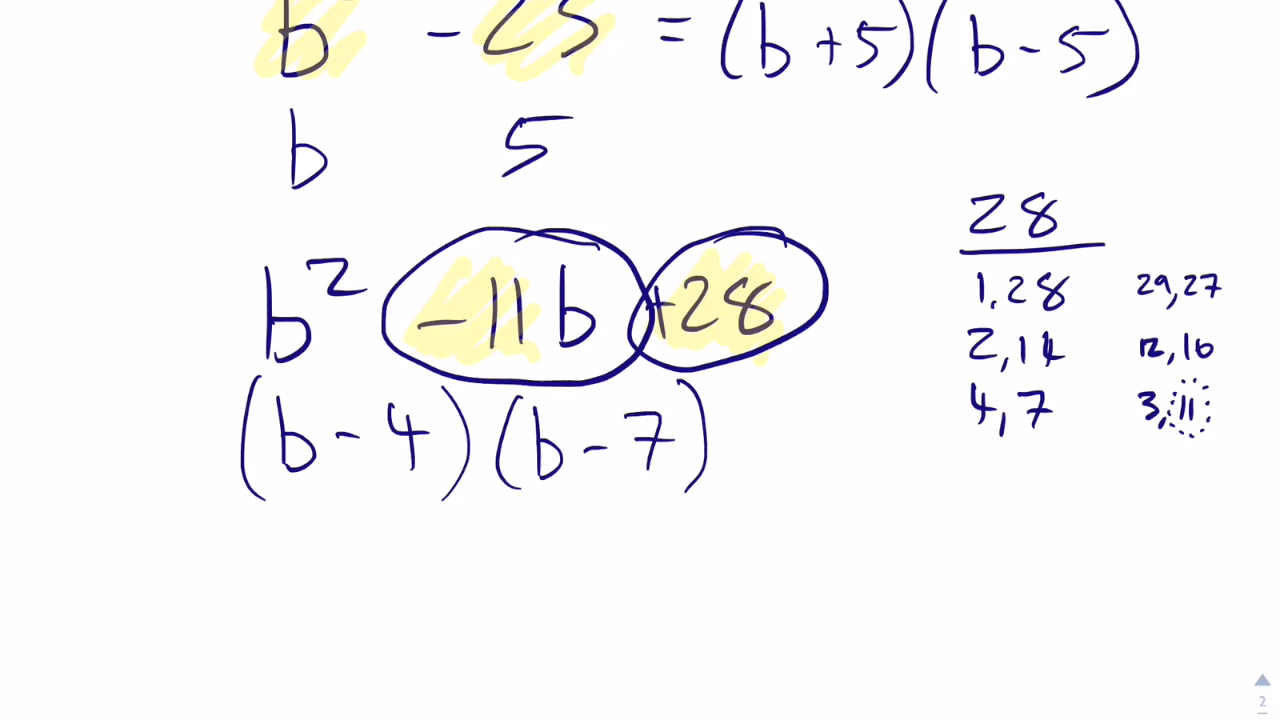 b² - 25 = (b + 5)(b - 5)
b 5
b² - 11b + 28
(b - 4)(b - 7)
28
1,28 29,27
2,14 12,16
4,7 3,11
2